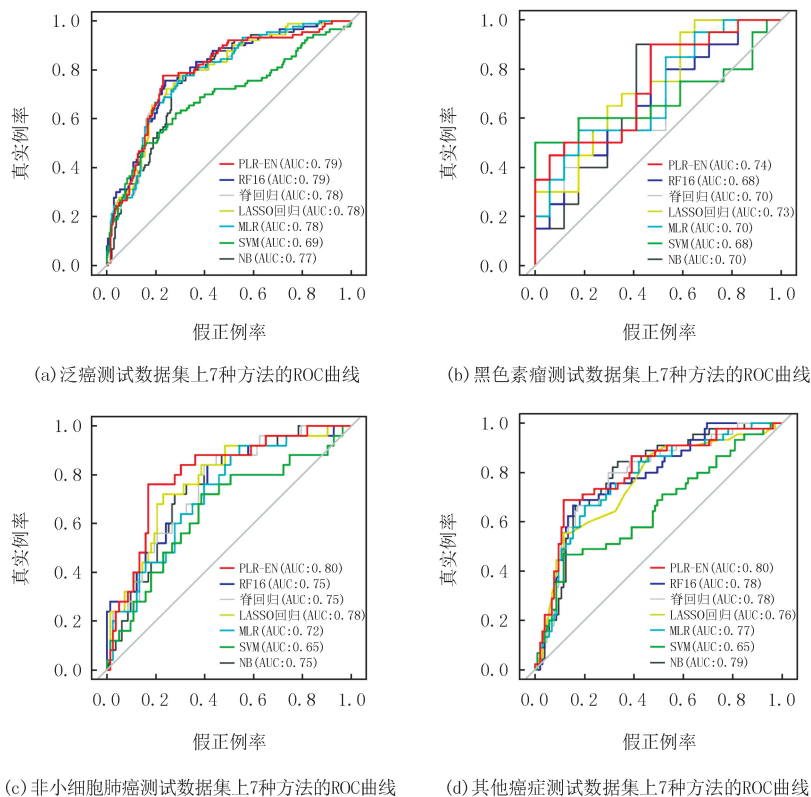 1.0
0.8
0.6
0.4
0.2
0.0
真实例率
PLR-EN(AUC:0.79)
RF16(AUC:0.79)
脊回归(AUC:0.78)
LASSO回归(AUC:0.78)
MLR(AUC:0.78)
SVM(AUC:0.69)
NB(AUC:0.77)
0.0 0.2 0.4 0.6 0.8 1.0
假正例率
(a)泛癌测试数据集上7种方法的ROC曲线
1.0
0.8
0.6
0.4
0.2
0.0
真实例率
PLR-EN(AUC:0.74)
RF16(AUC:0.68)
脊回归(AUC:0.70)
LASSO回归(AUC:0.73)
MLR(AUC:0.70)
SVM(AUC:0.68)
NB(AUC:0.70)
0.0 0.2 0.4 0.6 0.8 1.0
假正例率
(b)黑色素瘤测试数据集上7种方法的ROC曲线
1.0
0.8
0.6
0.4
0.2
0.0
真实例率
PLR-EN(AUC:0.80)
RF16(AUC:0.75)
脊回归(AUC:0.75)
LASSO回归(AUC:0.78)
MLR(AUC:0.72)
SVM(AUC:0.65)
NB(AUC:0.75)
0.0 0.2 0.4 0.6 0.8 1.0
假正例率
(c)非小细胞肺癌测试数据集上7种方法的ROC曲线
1.0
0.8
0.6
0.4
0.2
0.0
真实例率
PLR-EN(AUC:0.80)
RF16(AUC:0.78)
脊回归(AUC:0.78)
LASSO回归(AUC:0.76)
MLR(AUC:0.77)
SVM(AUC:0.65)
NB(AUC:0.79)
0.0 0.2 0.4 0.6 0.8 1.0
假正例率
(d)其他癌症测试数据集上7种方法的ROC曲线